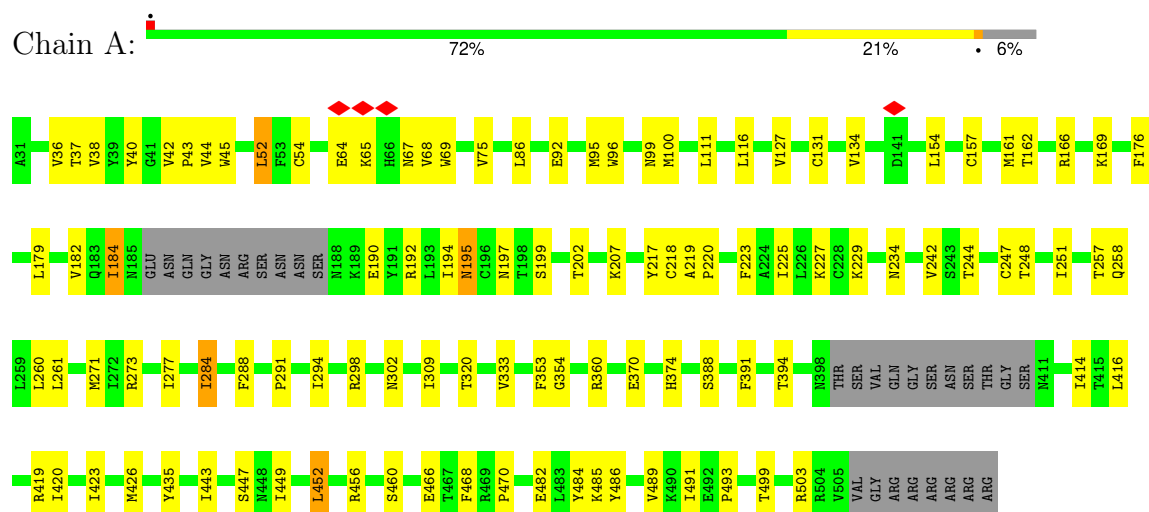 Chain A:
72% 21% • 6%
A31 V36 T37 V38 Y39 Y40 G41 V42 P43 V44 W45 L52 F53 C54 E64 K65 H66 N67 V68 W69 V75 L86 E92 M95 W96 N99 M100 L111 L116 V127 C131 V134 D141 L154 C157 M161 T162 R166 K169 F176
L179 V182 Q183 I184 N185 GLU ASN GLN GLY ASN ARG SER ASN ASN SER N188 K189 E190 Y191 R192 L193 I194 N195 C196 N197 T198 S199 T202 K207 Y217 C218 A219 P220 F223 A224 I225 L226 K227 C228 K229 N234 V242 S243 T244 C247 T248 I251 T257 Q258
L259 L260 L261 M271 I272 R273 I277 I284 F288 P291 I294 R298 N302 I309 T320 V333 F353 G354 R360 E370 H374 S388 F391 T394 N398 THR SER VAL GLN GLY SER ASN SER THR GLY SER N411 I414 T415 L416
R419 I420 I423 M426 Y435 I443 S447 N448 I449 L452 R456 S460 E466 T467 F468 R469 P470 E482 L483 Y484 K485 Y486 V489 K490 I491 E492 P493 T499 R503 R504 V505 VAL GLY ARG ARG ARG ARG ARG ARG